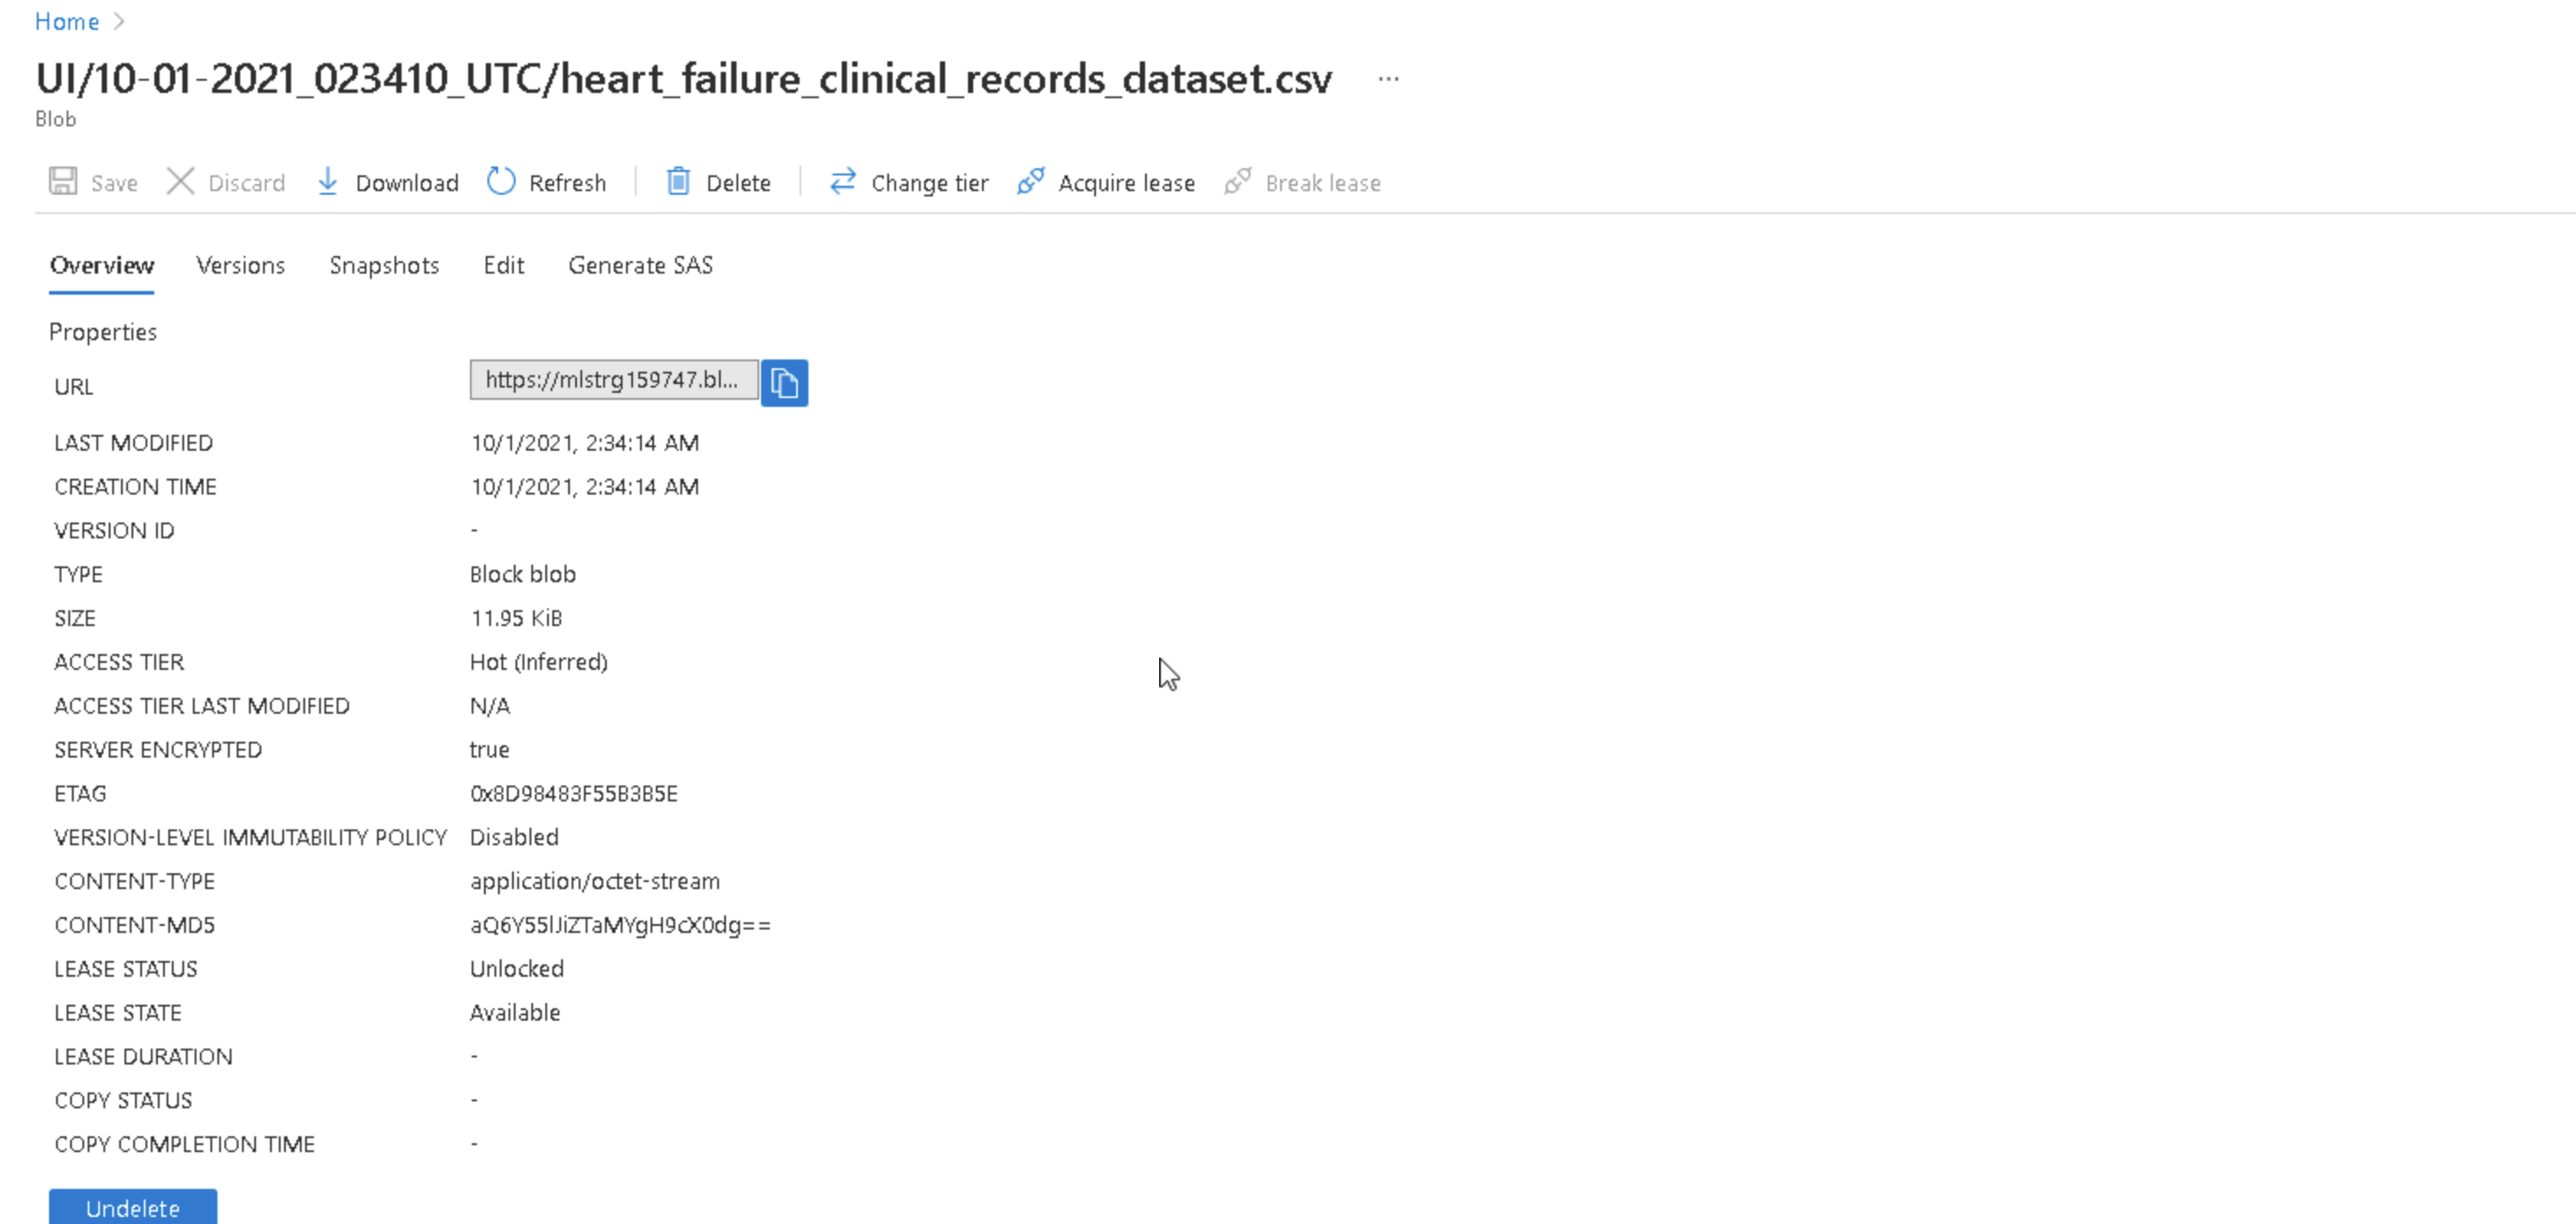 Home >
UI/10-01-2021_023410_UTC/heart_failure_clinical_records_dataset.csv ...
Blob
Save Discard Download Refresh Delete Change tier Acquire lease Break lease
Overview Versions Snapshots Edit Generate SAS
Properties
URL https://mlstrg159747.bl...
LAST MODIFIED 10/1/2021, 2:34:14 AM
CREATION TIME 10/1/2021, 2:34:14 AM
VERSION ID -
TYPE Block blob
SIZE 11.95 KiB
ACCESS TIER Hot (Inferred)
ACCESS TIER LAST MODIFIED N/A
SERVER ENCRYPTED true
ETAG 0x8D98483F55B3B5E
VERSION-LEVEL IMMUTABILITY POLICY Disabled
CONTENT-TYPE application/octet-stream
CONTENT-MD5 aQ6Y55lJiZTaMYgH9cX0dg==
LEASE STATUS Unlocked
LEASE STATE Available
LEASE DURATION -
COPY STATUS -
COPY COMPLETION TIME -
Undelete